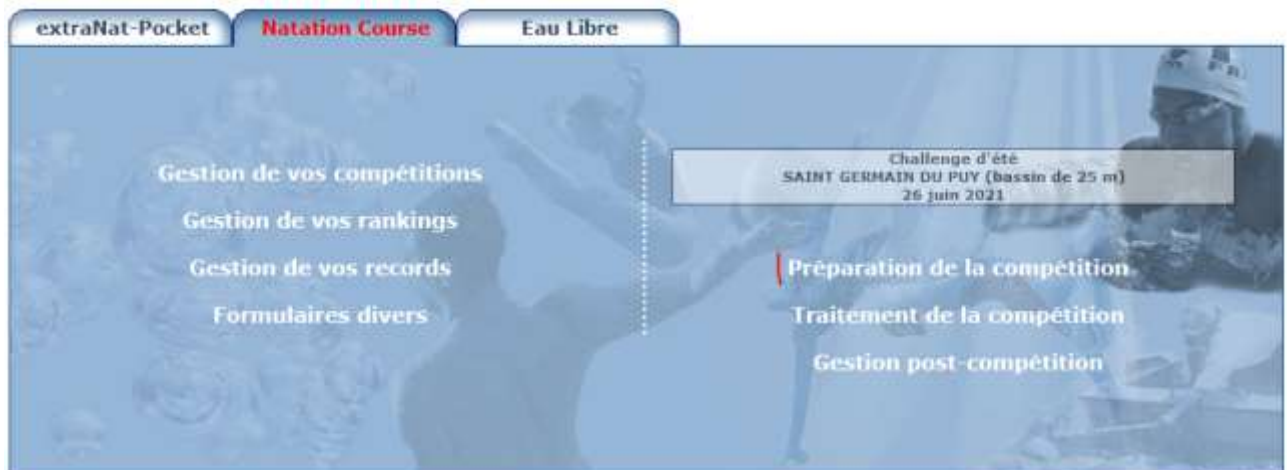 extraNat-Pocket
Natation Course
Eau Libre
Gestion de vos compétitions
Gestion de vos rankings
Gestion de vos records
Formulaires divers
Challenge d'été
SAINT GERMAIN DU PUY (bassin de 25 m)
26 juin 2021
Préparation de la compétition
Traitement de la compétition
Gestion post-compétition